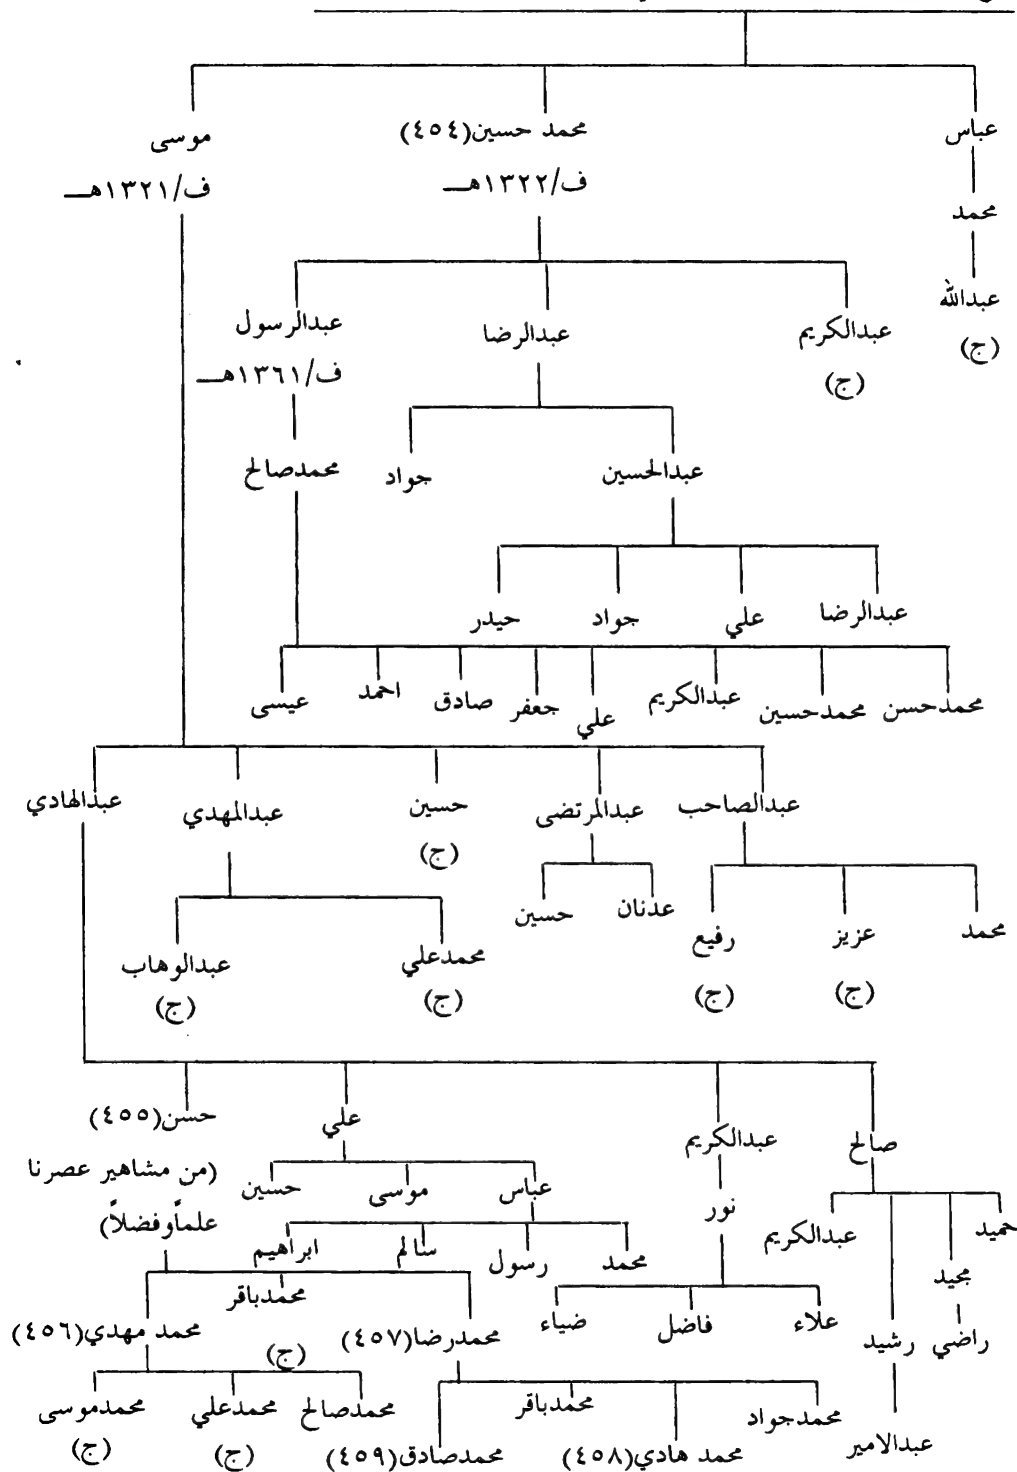 عباس محمد حسين(٤٥٤) موسى
ف/١٣٢٢هـ ف/١٣٢١هـ
محمد
عبدالله
(ج)
عبدالكريم عبدالرضا عبدالرسول
(ج) ف/١٣٦١هـ
عبدالحسين جواد محمدصالح
عبدالرضا علي جواد حيدر
محمدحسن محمدحسين عبدالكريم علي جعفر صادق احمد عيسى
عبدالصاحب عبدالمرتضى حسين عبدالمهدي عبدالهادي
(ج)
محمد عزيز رفيع عدنان حسين
(ج) (ج)
محمدعلي عبدالوهاب
(ج) (ج)
صالح عبدالكريم علي حسن(٤٥٥)
(من مشاهير عصرنا
علماًوفضلاً)
حميد مجيد رشيد عبدالكريم نور عباس موسى حسين
محمد رسول سالم ابراهيم
راضي علاء فاضل ضياء
محمدرضا(٤٥٧) محمدباقر محمد مهدي(٤٥٦)
(ج)
عبدالامير محمدجواد محمد هادي(٤٥٨) محمدباقر محمدصادق(٤٥٩)
محمدصالح محمدعلي محمدموسى
(ج) (ج)